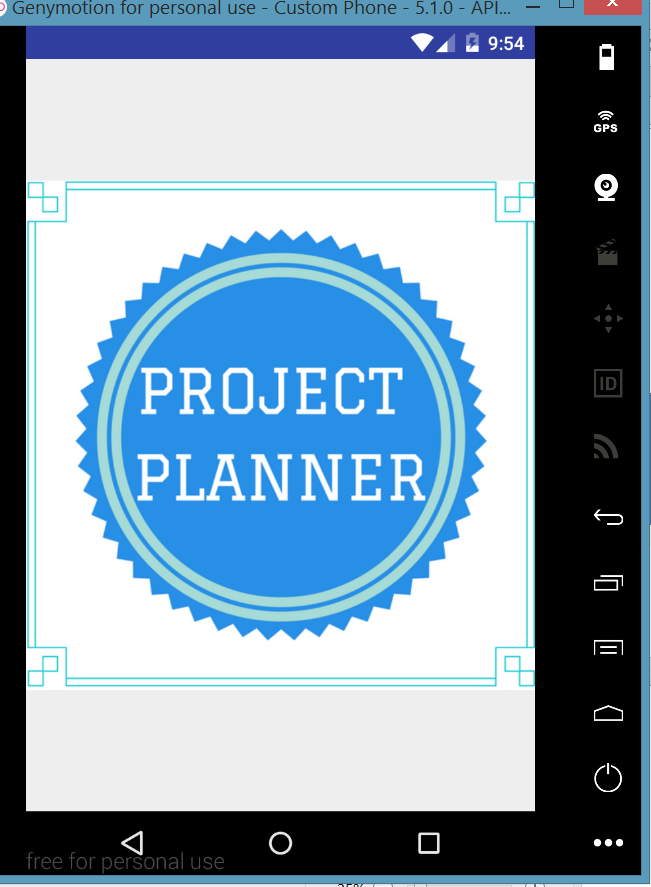 Genymotion for personal use - Custom Phone - 5.1.0 - API...
9:54
GPS
PROJECT
PLANNER
ID
free for personal use